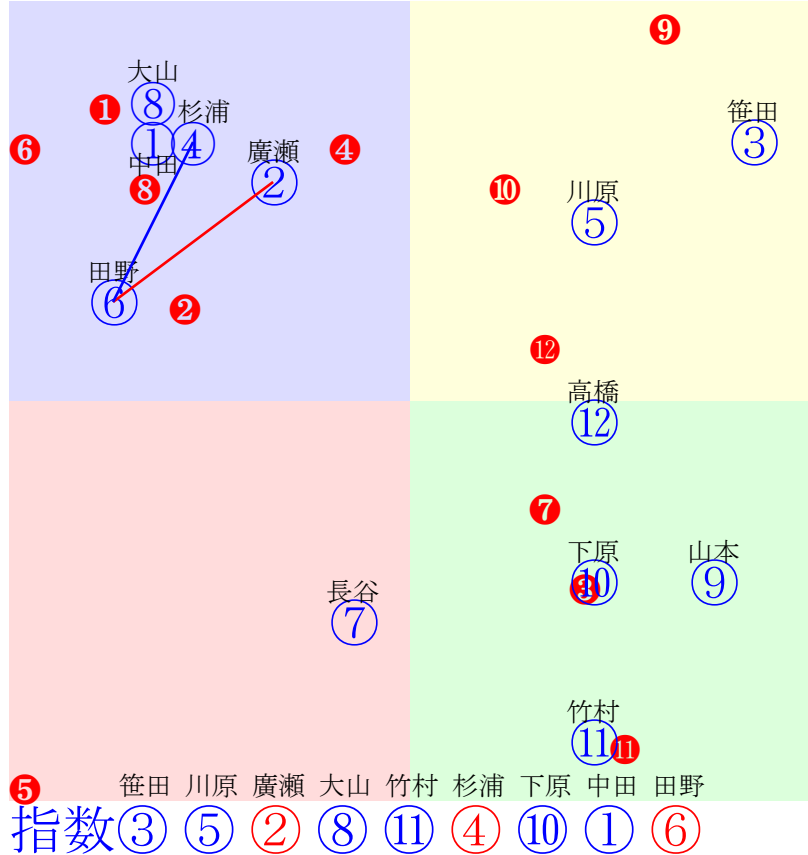 ❾
大山
⑧
❶
杉浦
笹田
①
④
③
❻
廣瀬
❹
中田
②
❽
❿
川原
⑤
田野
⑥
❷
⓬
高橋
⑫
❼
下原
山本
❸
⑩
⑨
長谷
⑦
竹村
⑪
⓫
❺
笹田 川原 廣瀬 大山 竹村 杉浦 下原 中田 田野
指数③⑤②⑧⑪④⑩①⑥